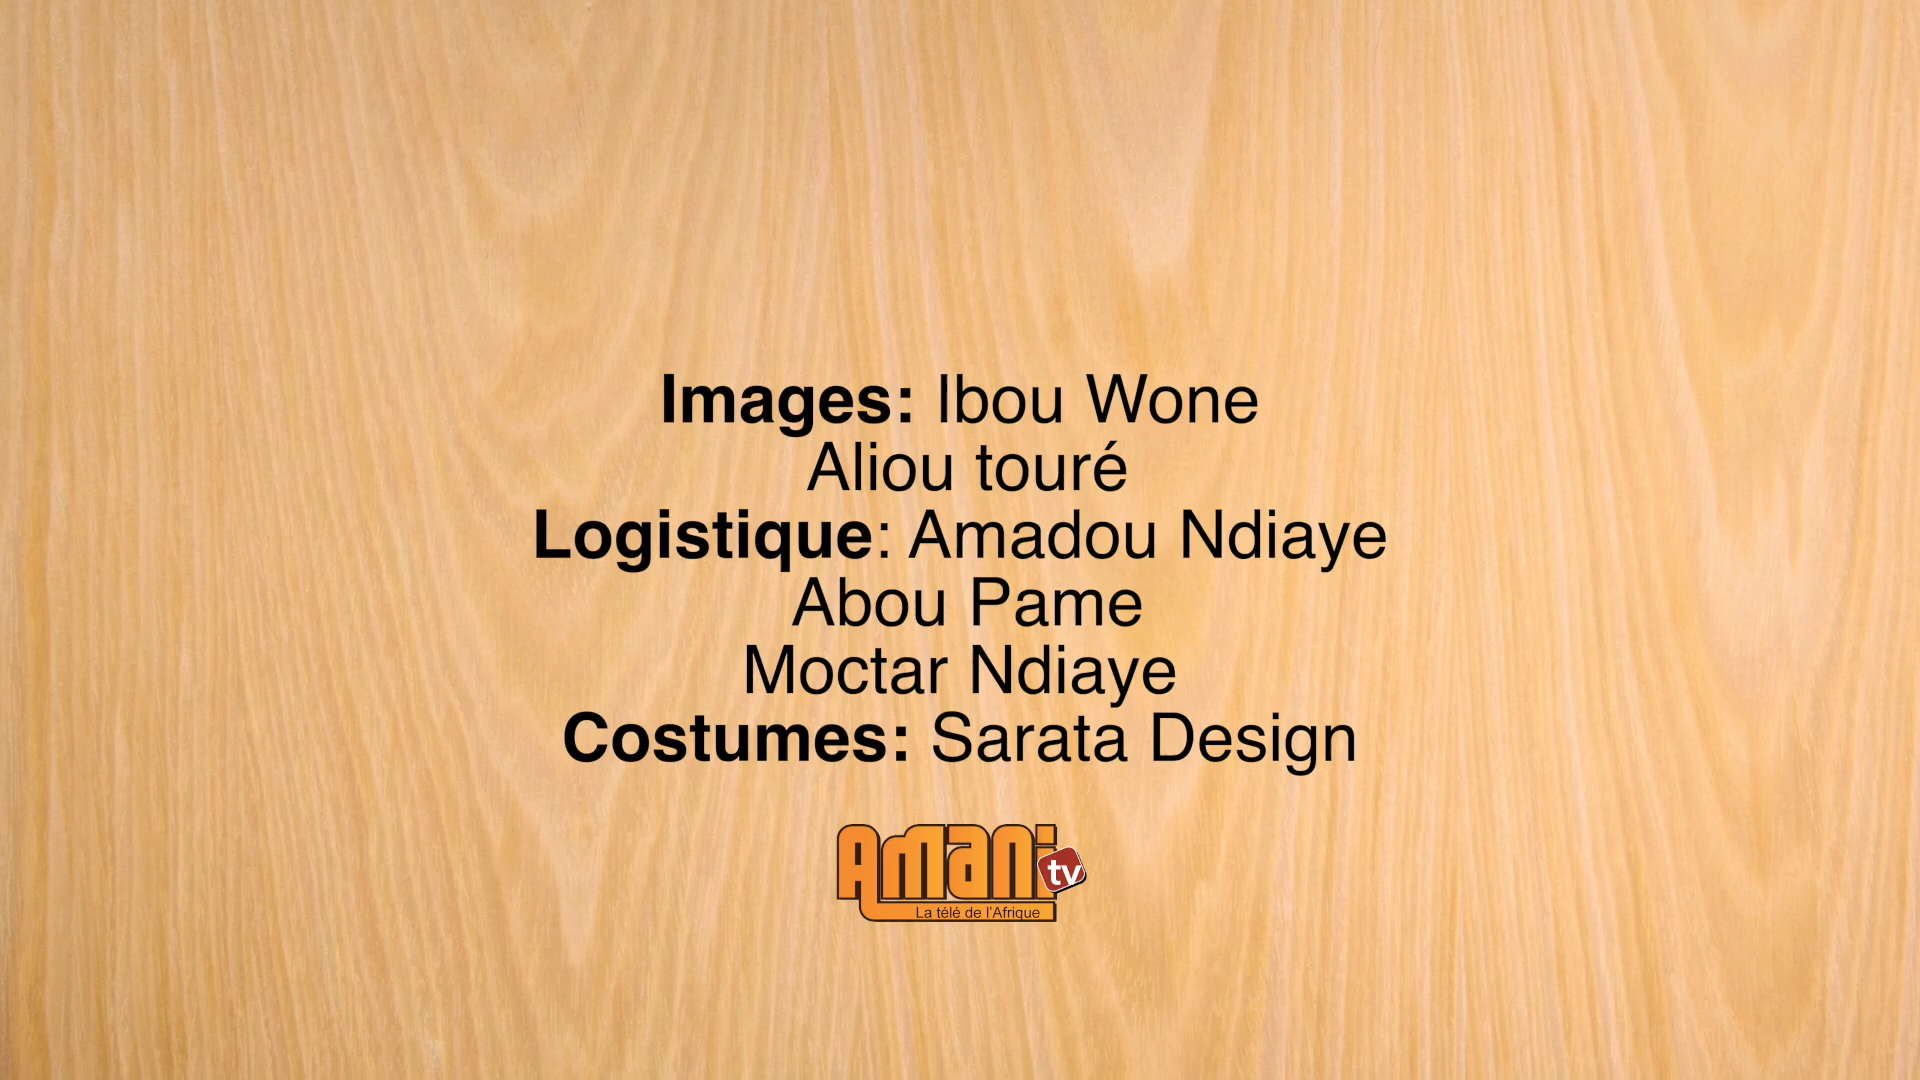 Images: Ibou Wone
Aliou touré
Logistique: Amadou Ndiaye
Abou Pame
Moctar Ndiaye
Costumes: Sarata Design
Amani tv
La télé de l'Afrique